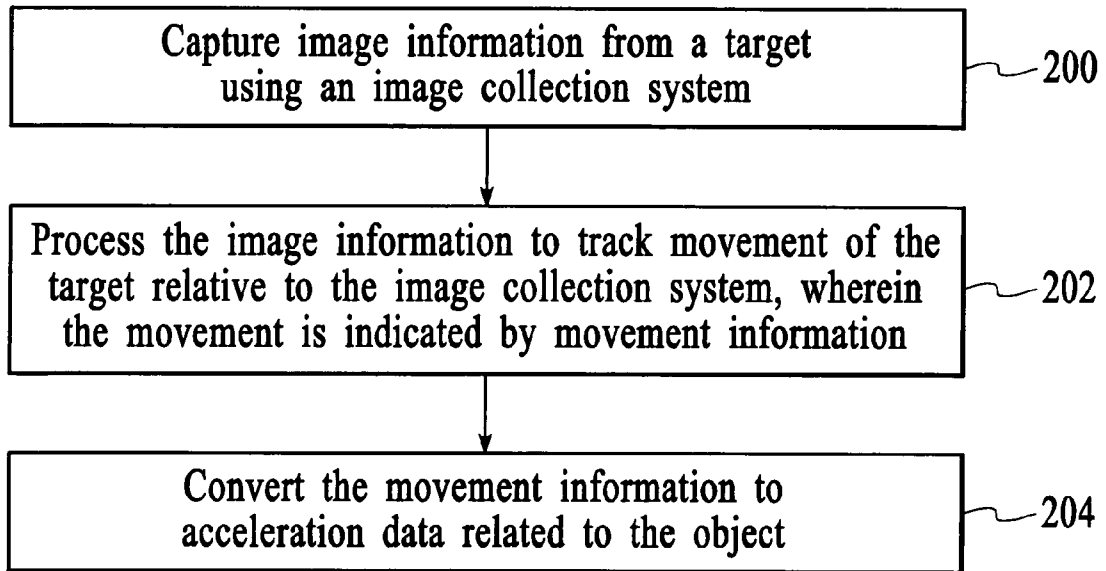 Capture image information from a target
using an image collection system
200
Process the image information to track movement of the
target relative to the image collection system, wherein
the movement is indicated by movement information
202
Convert the movement information to
acceleration data related to the object
204